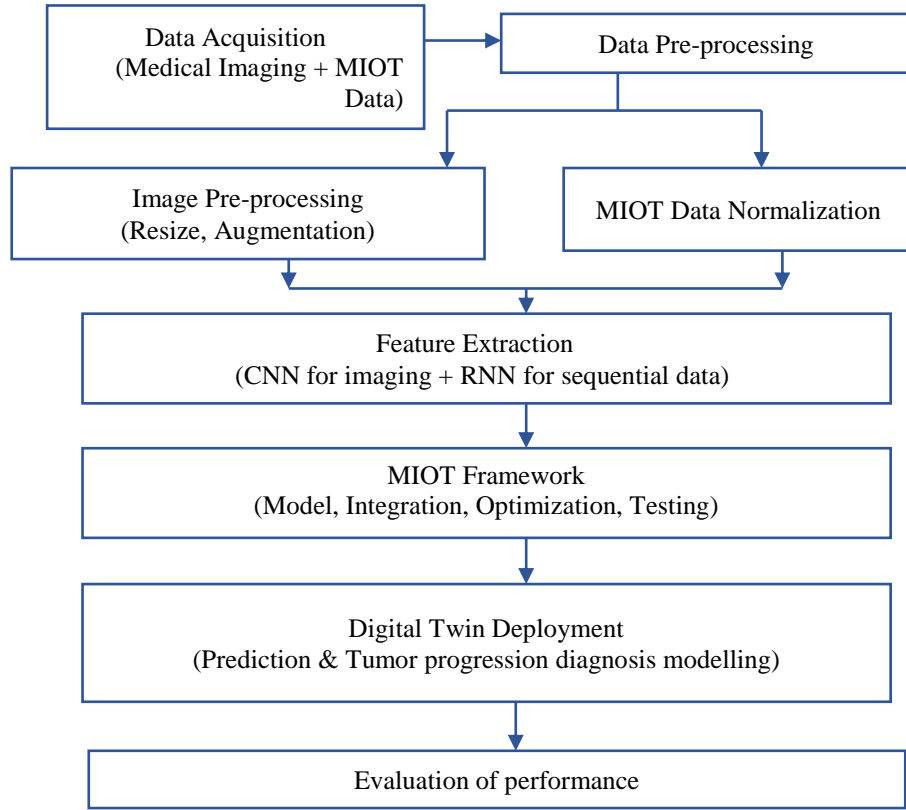 Data Acquisition
(Medical Imaging + MIOT
Data)
Data Pre-processing
Image Pre-processing
(Resize, Augmentation)
MIOT Data Normalization
Feature Extraction
(CNN for imaging + RNN for sequential data)
MIOT Framework
(Model, Integration, Optimization, Testing)
Digital Twin Deployment
(Prediction & Tumor progression diagnosis modelling)
Evaluation of performance